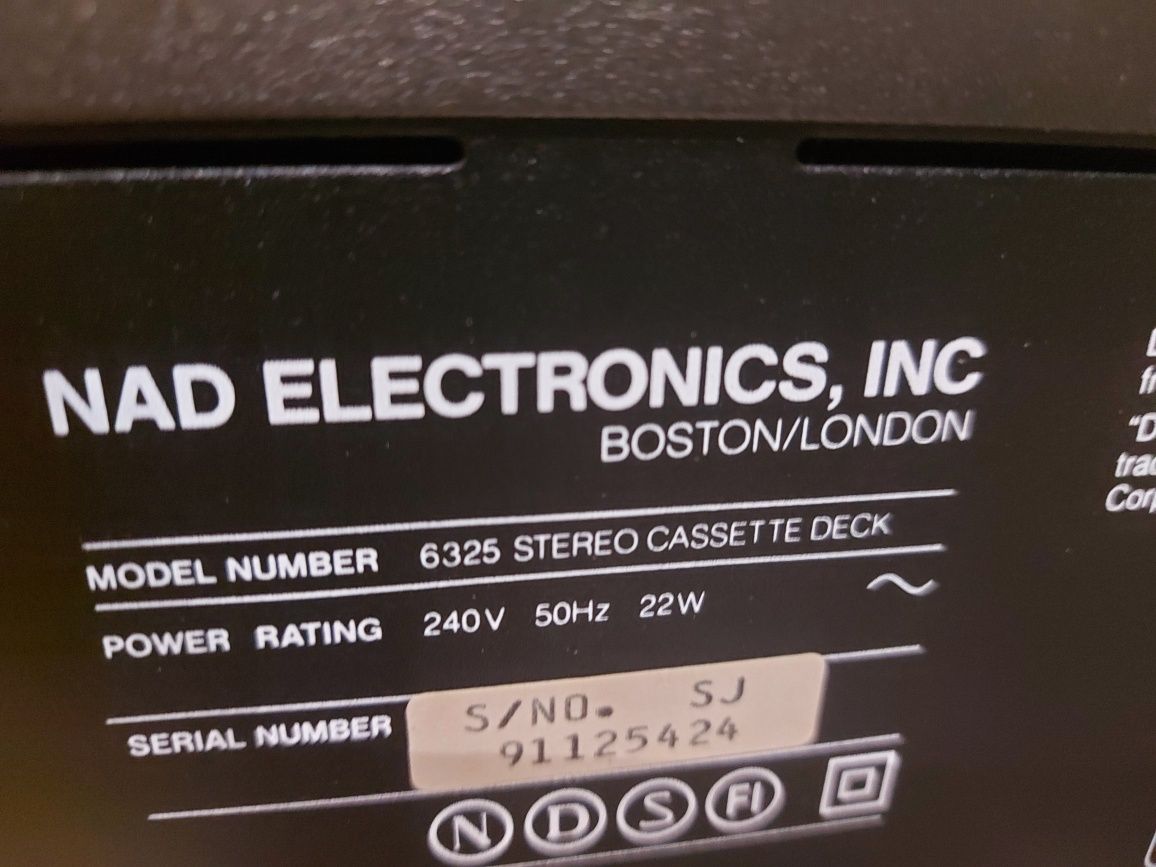 NAD ELECTRONICS, INC
BOSTON/LONDON
MODEL NUMBER 6325 STEREO CASSETTE DECK
POWER RATING 240V 50Hz 22W ~
SERIAL NUMBER
S/NO. SJ
91125424
N D S FI